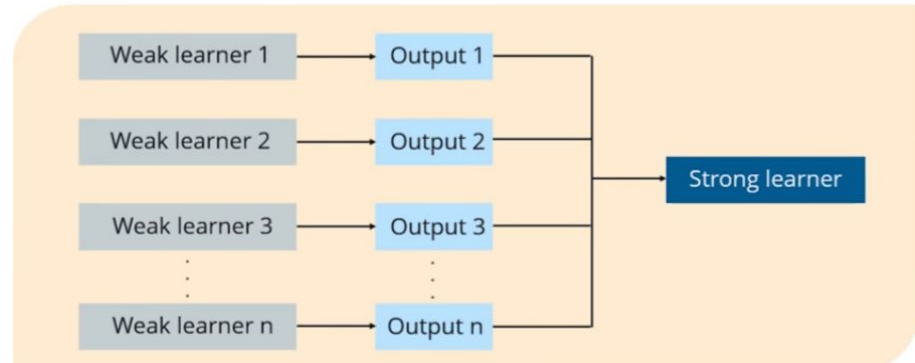 Weak learner 1
Output 1
Weak learner 2
Output 2
Strong learner
Weak learner 3
Output 3
Weak learner n
Output n